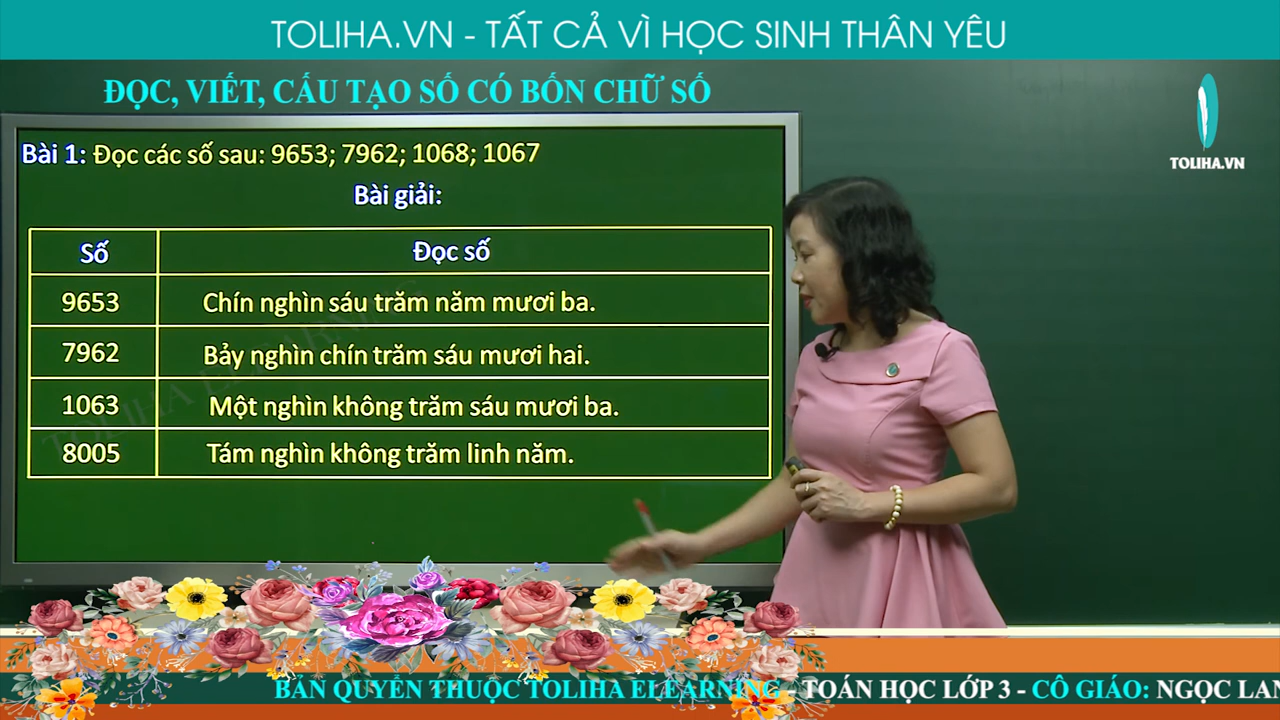 TOLIHA.VN - TẤT CẢ VÌ HỌC SINH THÂN YÊU
ĐỌC, VIẾT, CẤU TẠO SỐ CÓ BỐN CHỮ SỐ
TOLIHA.VN
Bài 1: Đọc các số sau: 9653; 7962; 1068; 1067
Bài giải:
Số Đọc số
9653 Chín nghìn sáu trăm năm mươi ba.
7962 Bảy nghìn chín trăm sáu mươi hai.
1063 Một nghìn không trăm sáu mươi ba.
8005 Tám nghìn không trăm linh năm.
TOLIHA ELEARNING
BẢN QUYỀN THUỘC TOLIHA ELEARNING - TOÁN HỌC LỚP 3 - CÔ GIÁO: NGỌC LAN